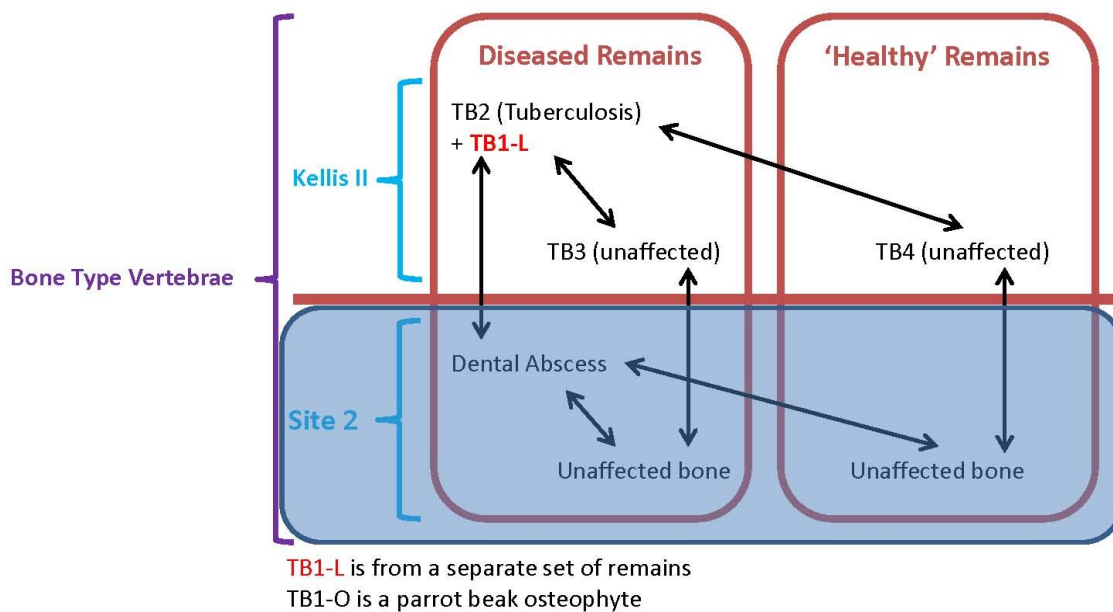 Diseased Remains
'Healthy' Remains
TB2 (Tuberculosis)
+ TB1-L
Kellis II
TB3 (unaffected)
TB4 (unaffected)
Bone Type Vertebrae
Dental Abscess
Site 2
Unaffected bone
Unaffected bone
TB1-L is from a separate set of remains
TB1-O is a parrot beak osteophyte